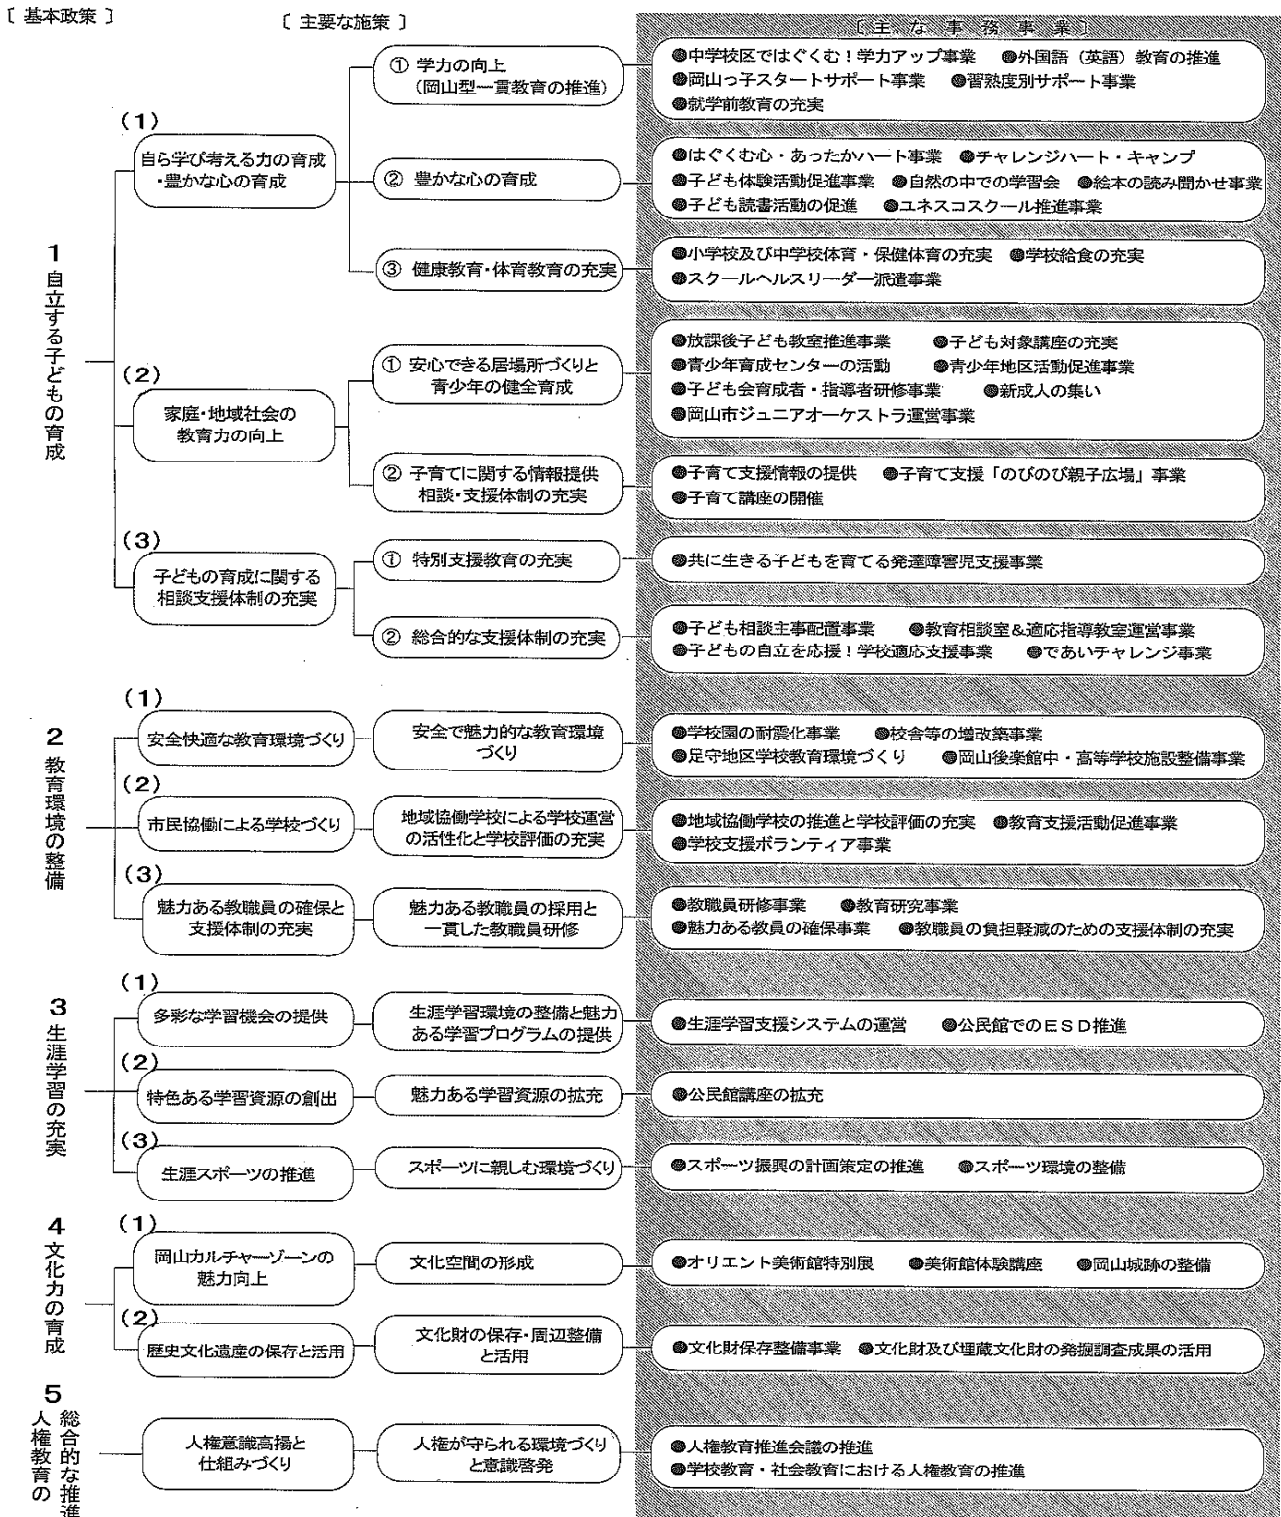 〔 基本政策 〕
〔 主要な施策 〕
〔 主 な 事 務 事 業 〕
1 自立する子どもの育成
(1)
自ら学び考える力の育成
・豊かな心の育成
① 学力の向上
(岡山型一貫教育の推進)
●中学校区ではぐくむ!学力アップ事業 ●外国語(英語)教育の推進
●岡山っ子スタートサポート事業 ●習熟度別サポート事業
●就学前教育の充実
② 豊かな心の育成
●はぐくむ心・あったかハート事業 ●チャレンジハート・キャンプ
●子ども体験活動促進事業 ●自然の中での学習会 ●絵本の読み聞かせ事業
●子ども読書活動の促進 ●ユネスコスクール推進事業
③ 健康教育・体育教育の充実
●小学校及び中学校体育・保健体育の充実 ●学校給食の充実
●スクールヘルスリーダー派遣事業
(2)
家庭・地域社会の
教育力の向上
① 安心できる居場所づくりと
青少年の健全育成
●放課後子ども教室推進事業 ●子ども対象講座の充実
●青少年育成センターの活動 ●青少年地区活動促進事業
●子ども会育成者・指導者研修事業 ●新成人の集い
●岡山市ジュニアオーケストラ運営事業
② 子育てに関する情報提供
相談・支援体制の充実
●子育て支援情報の提供 ●子育て支援「のびのび親子広場」事業
●子育て講座の開催
(3)
子どもの育成に関する
相談支援体制の充実
① 特別支援教育の充実
●共に生きる子どもを育てる発達障害児支援事業
② 総合的な支援体制の充実
●子ども相談主事配置事業 ●教育相談室&適応指導教室運営事業
●子どもの自立を応援!学校適応支援事業 ●であいチャレンジ事業
2 教育環境の整備
(1)
安全快適な教育環境づくり
安全で魅力的な教育環境
づくり
●学校園の耐震化事業 ●校舎等の増改築事業
●足守地区学校教育環境づくり ●岡山後楽館中・高等学校施設整備事業
(2)
市民協働による学校づくり
地域協働学校による学校運営
の活性化と学校評価の充実
●地域協働学校の推進と学校評価の充実 ●教育支援活動促進事業
●学校支援ボランティア事業
(3)
魅力ある教職員の確保と
支援体制の充実
魅力ある教職員の採用と
一貫した教職員研修
●教職員研修事業 ●教育研究事業
●魅力ある教員の確保事業 ●教職員の負担軽減のための支援体制の充実
3 生涯学習の充実
(1)
多彩な学習機会の提供
生涯学習環境の整備と魅力
ある学習プログラムの提供
●生涯学習支援システムの運営 ●公民館でのESD推進
(2)
特色ある学習資源の創出
魅力ある学習資源の拡充
●公民館講座の拡充
(3)
生涯スポーツの推進
スポーツに親しむ環境づくり
●スポーツ振興の計画策定の推進 ●スポーツ環境の整備
4 文化力の育成
(1)
岡山カルチャーゾーンの
魅力向上
文化空間の形成
●オリエント美術館特別展 ●美術館体験講座 ●岡山城跡の整備
(2)
歴史文化遺産の保存と活用
文化財の保存・周辺整備
と活用
●文化財保存整備事業 ●文化財及び埋蔵文化財の発掘調査成果の活用
5
人権教育の
総合的な推進
人権意識高揚と
仕組みづくり
人権が守られる環境づくり
と意識啓発
●人権教育推進会議の推進
●学校教育・社会教育における人権教育の推進